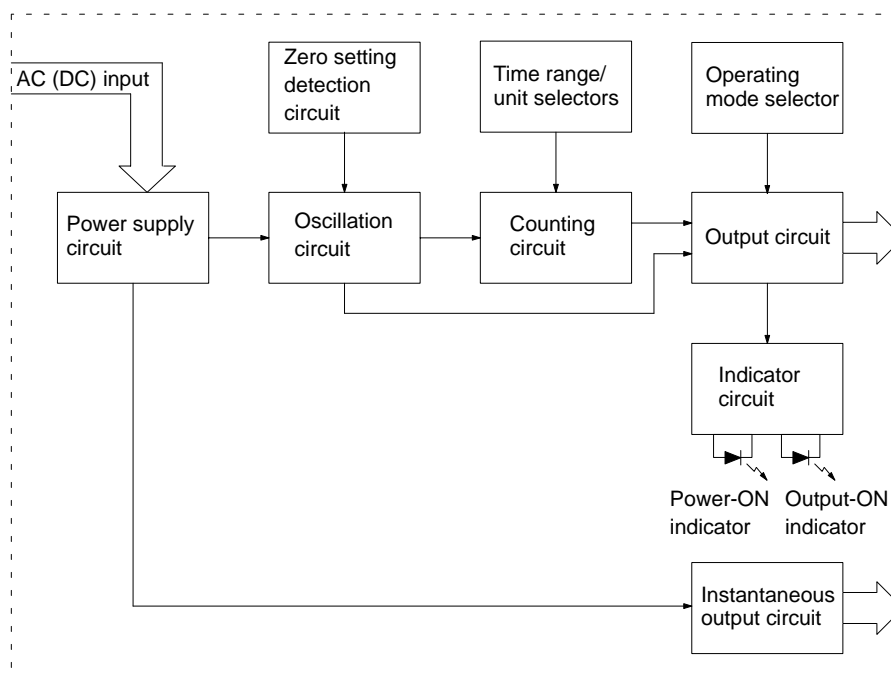 AC (DC) input
Zero setting
detection
circuit
Time range/
unit selectors
Operating
mode selector
Power supply
circuit
Oscillation
circuit
Counting
circuit
Output circuit
Indicator
circuit
Power-ON
indicator
Output-ON
indicator
Instantaneous
output circuit